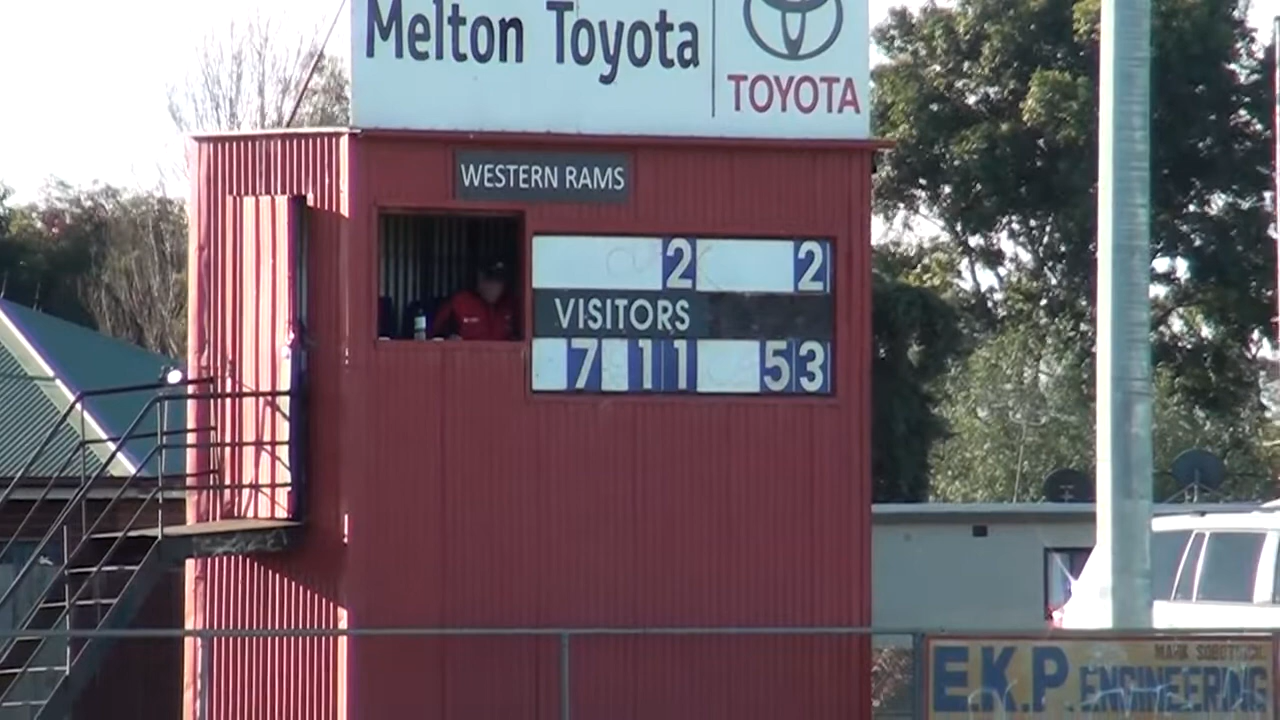 Melton Toyota
TOYOTA
WESTERN RAMS
2 2
VISITORS
7 11 53
E.K.P. ENGINEERING